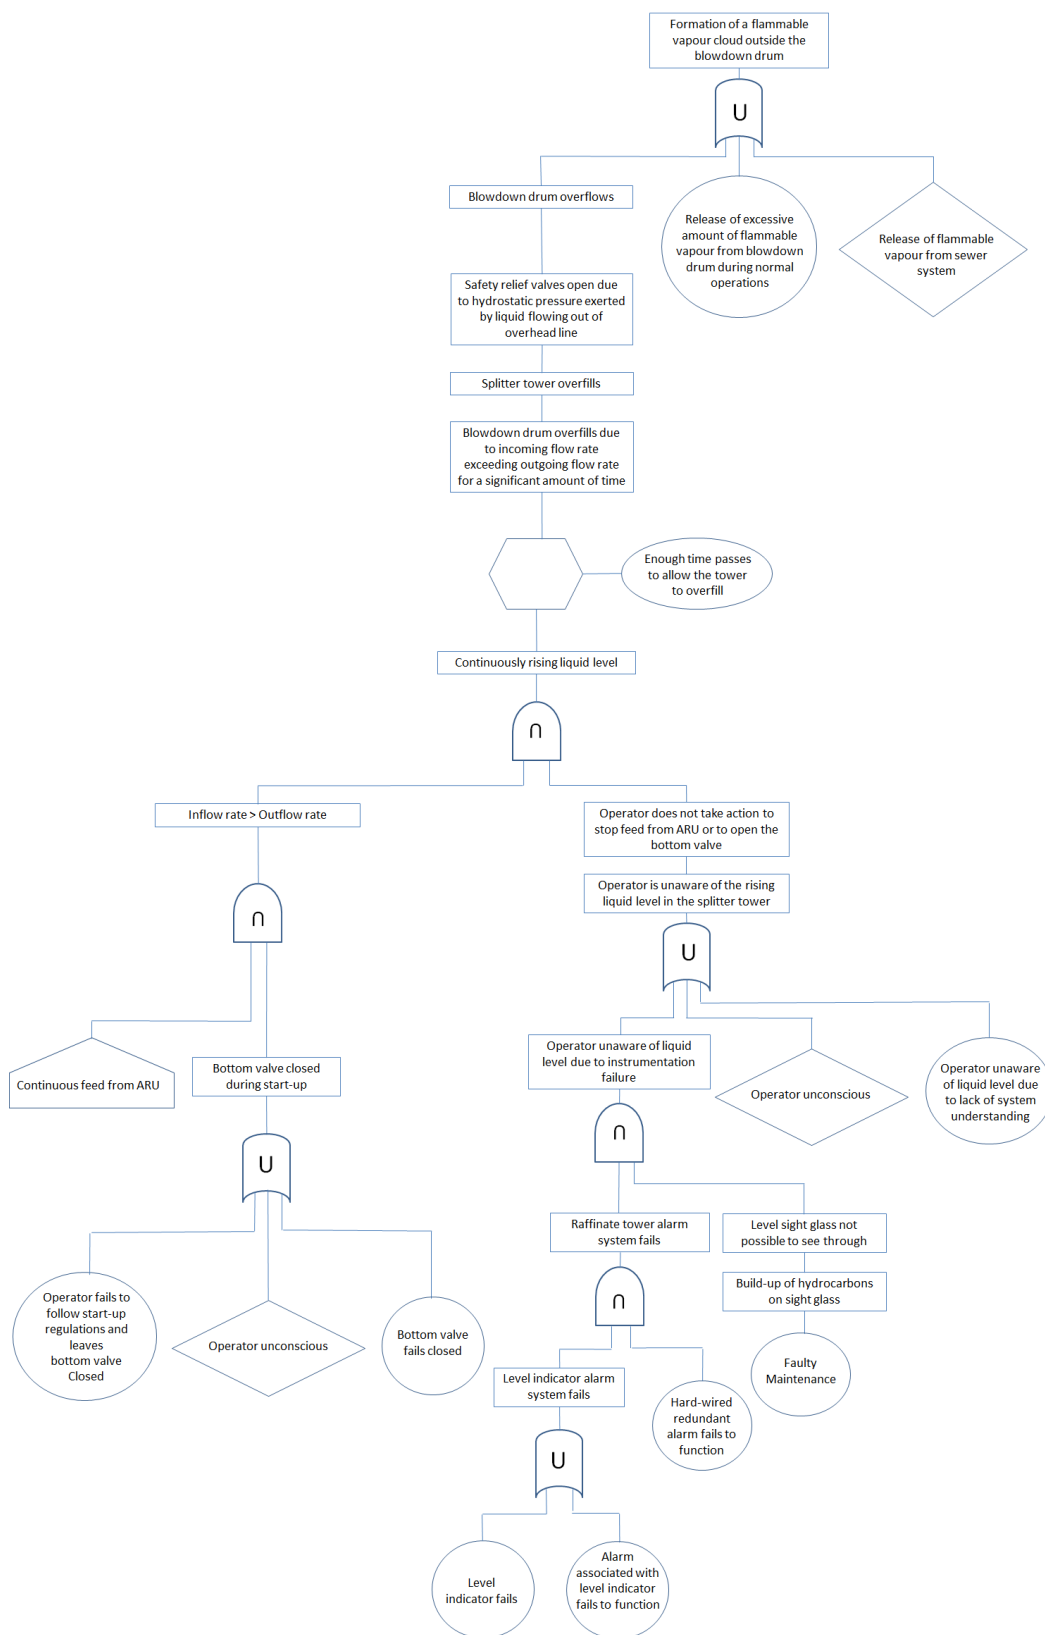 Formation of a flammable
vapour cloud outside the
blowdown drum
U
Blowdown drum overflows
Release of excessive
amount of flammable
vapour from blowdown
drum during normal
operations
Release of flammable
vapour from sewer
system
Safety relief valves open due
to hydrostatic pressure exerted
by liquid flowing out of
overhead line
Splitter tower overfills
Blowdown drum overfills due
to incoming flow rate
exceeding outgoing flow rate
for a significant amount of time
Enough time passes
to allow the tower
to overfill
Continuously rising liquid level
∩
Inflow rate > Outflow rate
Operator does not take action to
stop feed from ARU or to open the
bottom valve
Operator is unaware of the rising
liquid level in the splitter tower
∩
U
Continuous feed from ARU
Bottom valve closed
during start-up
Operator unaware of liquid
level due to instrumentation
failure
Operator unconscious
Operator unaware
of liquid level due
to lack of system
understanding
U
∩
Raffinate tower alarm
system fails
Level sight glass not
possible to see through
Build-up of hydrocarbons
on sight glass
Operator fails to
follow start-up
regulations and
leaves
bottom valve
Closed
Operator unconscious
Bottom valve
fails closed
∩
Faulty
Maintenance
Level indicator alarm
system fails
Hard-wired
redundant
alarm fails to
function
U
Level
indicator fails
Alarm
associated with
level indicator
fails to function